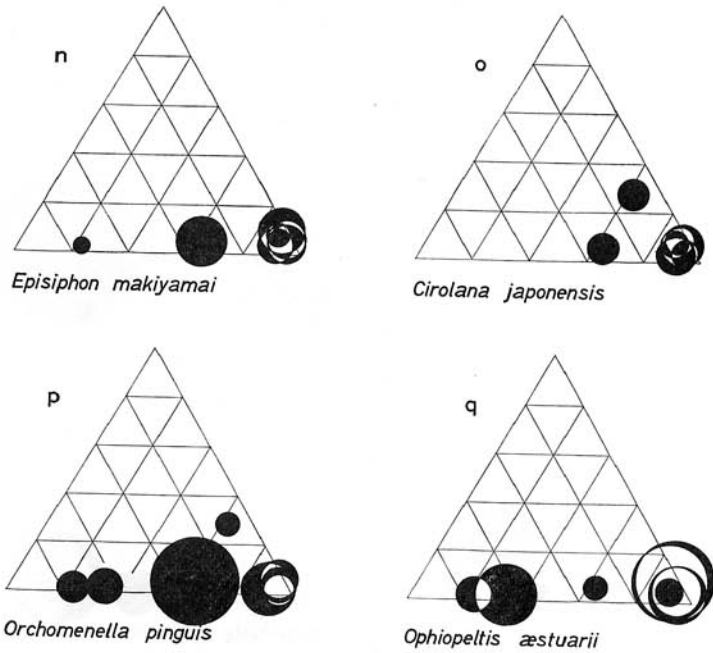 n
o
Episiphon makiyamai
Cirolana japonensis
p
q
Orchomenella pinguis
Ophiopeltis æstuarii